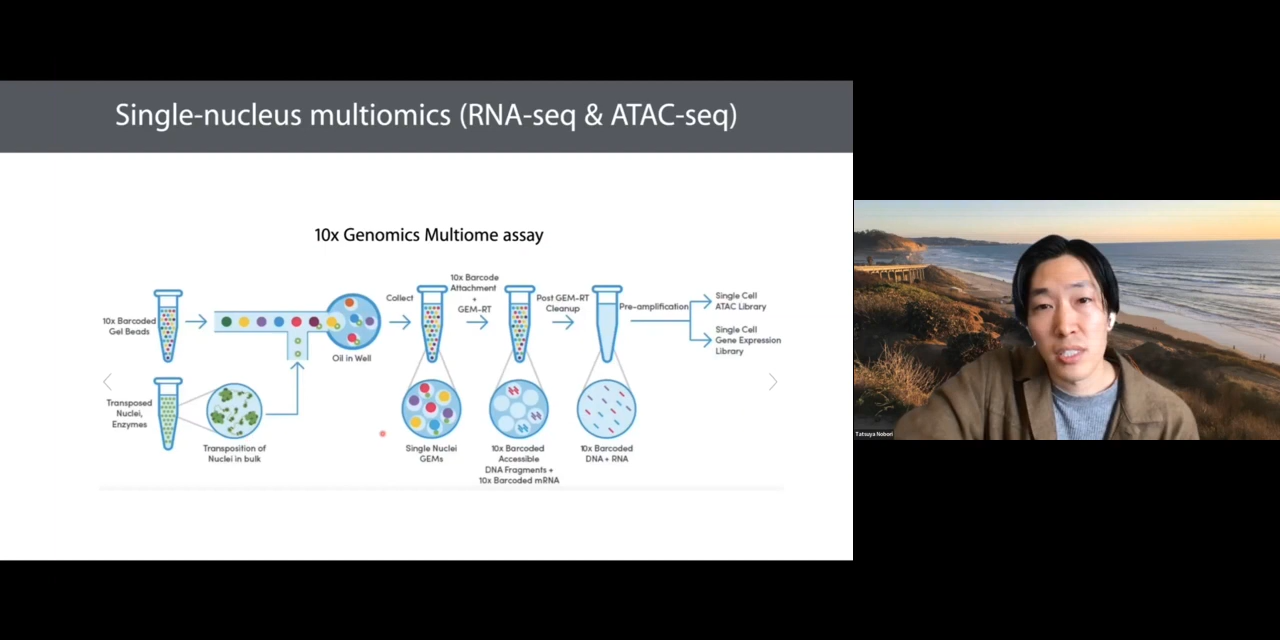 Single-nucleus multiomics (RNA-seq & ATAC-seq)
10x Genomics Multiome assay
10x Barcoded
Gel Beads
Transposed
Nuclei,
Enzymes
Transposition of
Nuclei in bulk
Oil in Well
Collect
10x Barcode
Attachment
+
GEM-RT
Post GEM-RT
Cleanup
Pre-amplification
Single Cell
ATAC Library
Single Cell
Gene Expression
Library
Single Nuclei
GEMs
10x Barcoded
Accessible
DNA Fragments +
10x Barcoded mRNA
10x Barcoded
DNA + RNA
Tatsuya Nobori